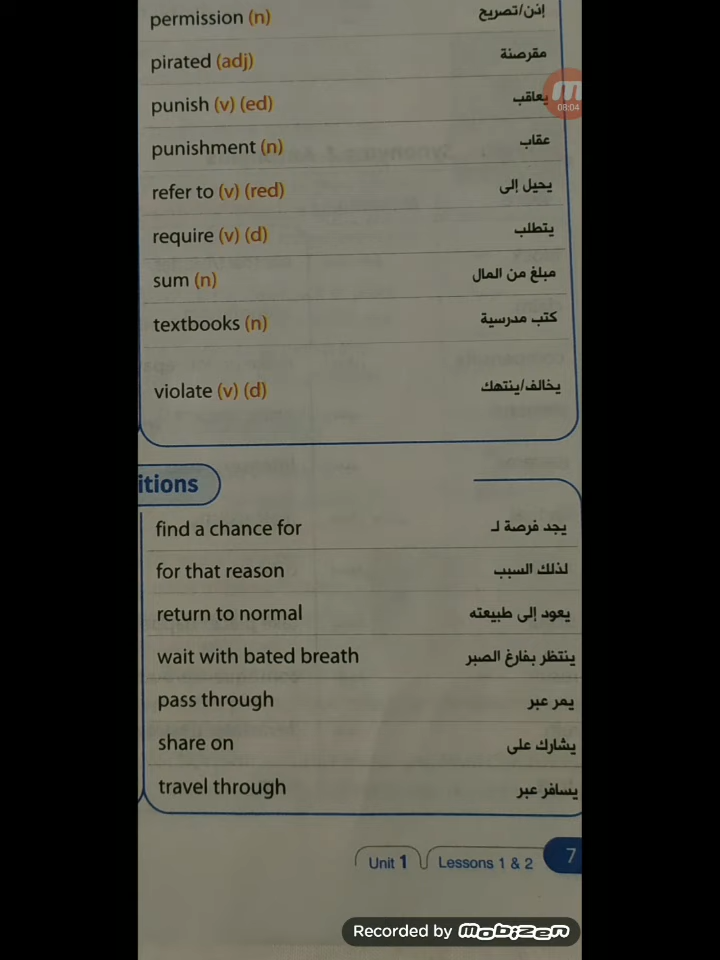 permission (n) إذن/تصريح
pirated (adj) مقرصنة
punish (v) (ed) يعاقب
08:04
punishment (n) عقاب
refer to (v) (red) يحيل إلى
require (v) (d) يتطلب
sum (n) مبلغ من المال
textbooks (n) كتب مدرسية
violate (v) (d) يخالف/ينتهك
itions
find a chance for يجد فرصة لـ
for that reason لذلك السبب
return to normal يعود إلى طبيعته
wait with bated breath ينتظر بفارغ الصبر
pass through يمر عبر
share on يشارك على
travel through يسافر عبر
Unit 1 Lessons 1 & 2 7
Recorded by mobizen